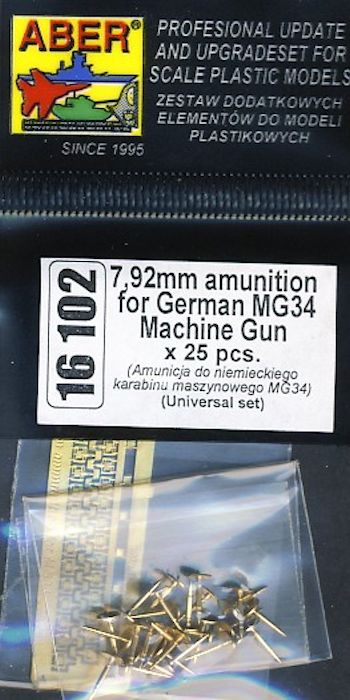 ABER®
SINCE 1995
PROFESIONAL UPDATE
AND UPGRADESET FOR
SCALE PLASTIC MODELS
ZESTAW DODATKOWYCH
ELEMENTÓW DO MODELI
PLASTIKOWYCH
16 102
7,92mm amunition
for German MG34
Machine Gun
x 25 pcs.
(Amunicja do niemieckiego
karabinu maszynowego MG34)
(Universal set)